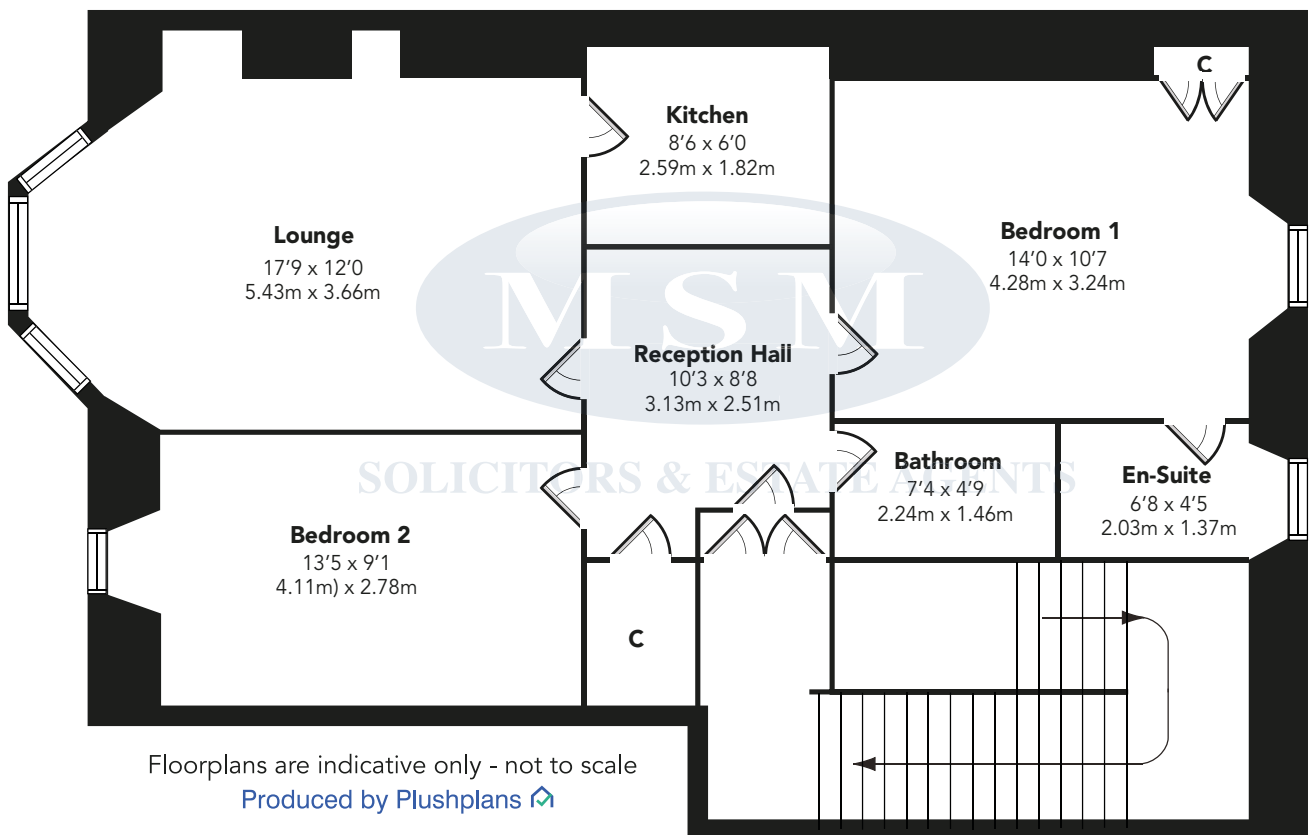 C
Kitchen
8'6 x 6'0
2.59m x 1.82m
Lounge
17'9 x 12'0
5.43m x 3.66m
Bedroom 1
14'0 x 10'7
4.28m x 3.24m
MSM
Reception Hall
10'3 x 8'8
3.13m x 2.51m
SOLICITORS & ESTATE AGENTS
Bathroom
7'4 x 4'9
2.24m x 1.46m
En-Suite
6'8 x 4'5
2.03m x 1.37m
Bedroom 2
13'5 x 9'1
4.11m) x 2.78m
C
Floorplans are indicative only - not to scale
Produced by Plushplans